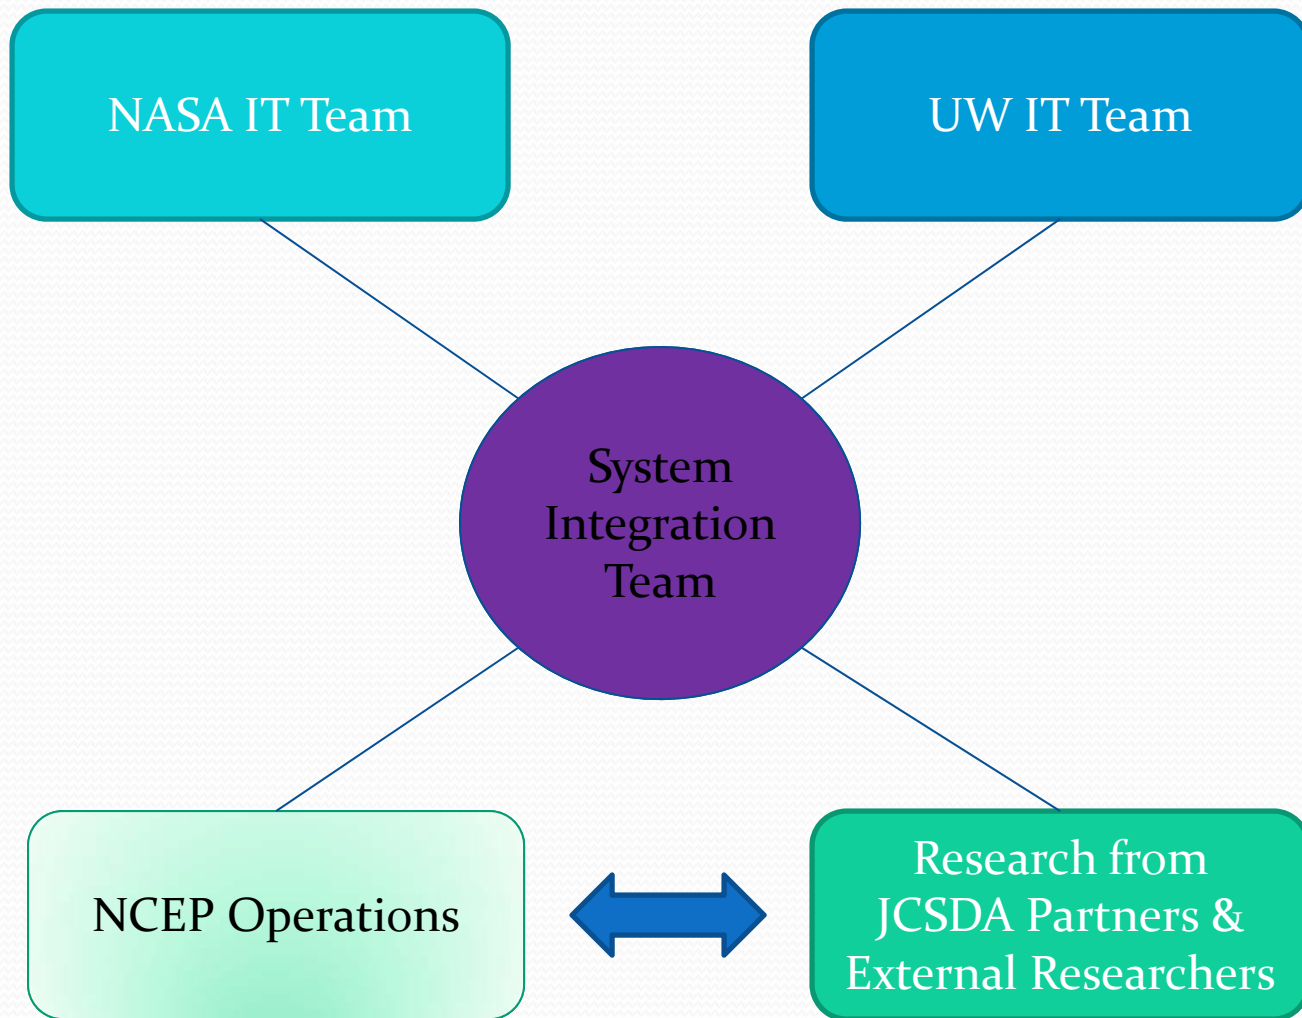 NASA IT Team
UW IT Team
System
Integration
Team
NCEP Operations
Research from
JCSDA Partners &
External Researchers